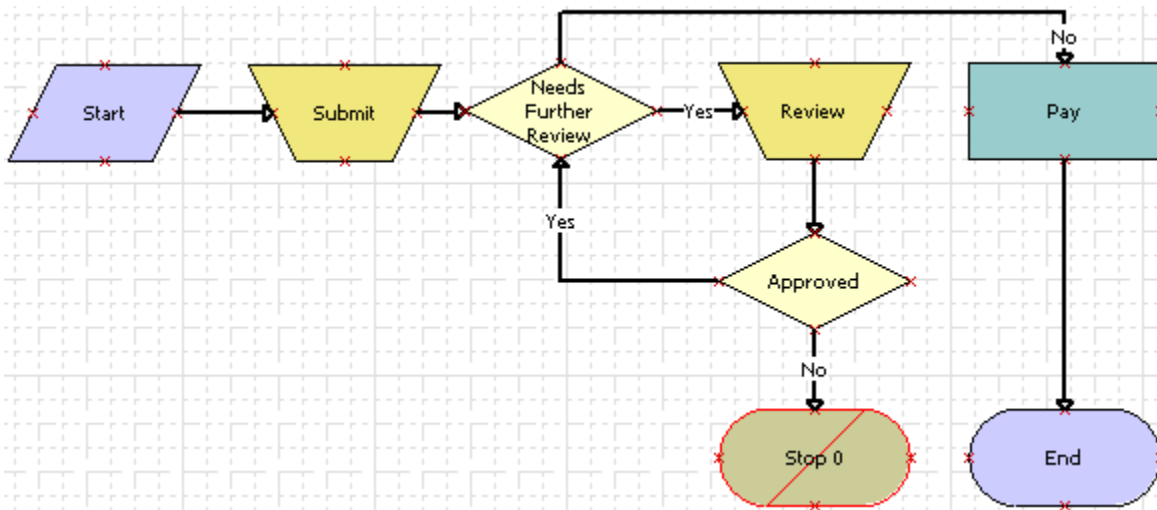 No
Start
Submit
Needs
Further
Review
Yes
Review
Pay
Yes
Approved
No
Stop 0
End